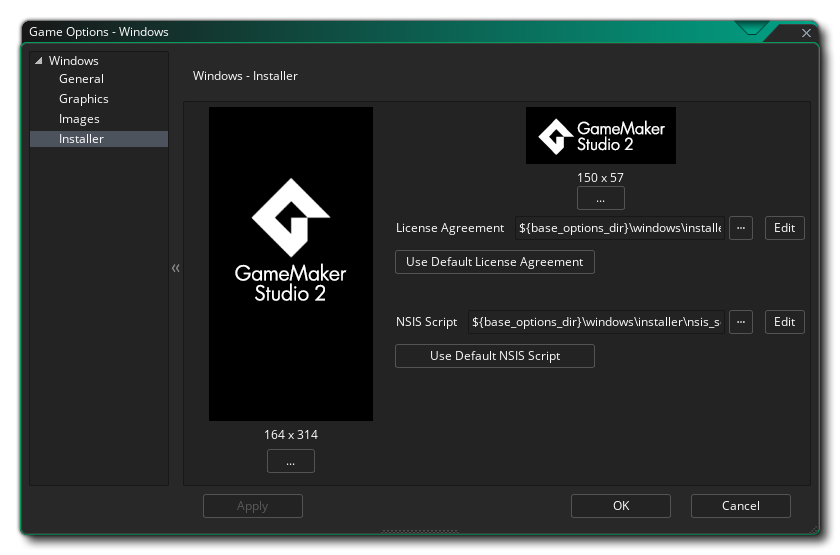 Game Options - Windows
Windows
General
Graphics
Images
Installer
Windows - Installer
GameMaker
Studio 2
164 x 314
...
GameMaker
Studio 2
150 x 57
...
License Agreement ${base_options_dir}\windows\installe ... Edit
Use Default License Agreement
NSIS Script ${base_options_dir}\windows\installer\nsis_s ... Edit
Use Default NSIS Script
Apply OK Cancel